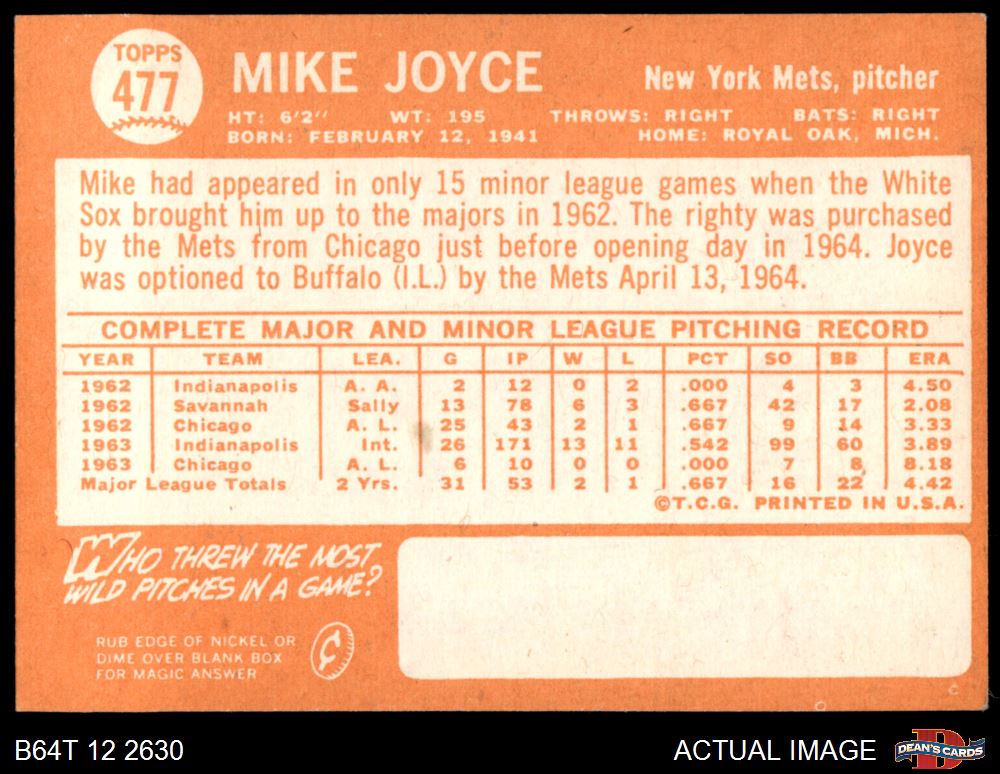 TOPPS
477
MIKE JOYCE
New York Mets, pitcher
HT: 6'2" WT: 195 THROWS: RIGHT BATS: RIGHT
BORN: FEBRUARY 12, 1941 HOME: ROYAL OAK, MICH.
Mike had appeared in only 15 minor league games when the White
Sox brought him up to the majors in 1962. The righty was purchased
by the Mets from Chicago just before opening day in 1964. Joyce
was optioned to Buffalo (I.L.) by the Mets April 13, 1964.
COMPLETE MAJOR AND MINOR LEAGUE PITCHING RECORD
YEAR TEAM LEA. G IP W L PCT SO BB ERA
1962 Indianapolis A. A. 2 12 0 2 .000 4 3 4.50
1962 Savannah Sally 13 78 6 3 .667 42 17 2.08
1962 Chicago A. L. 25 43 2 1 .667 9 14 3.33
1963 Indianapolis Int. 26 171 13 11 .542 99 60 3.89
1963 Chicago A. L. 6 10 0 0 .000 7 8 8.18
Major League Totals 2 Yrs. 31 53 2 1 .667 16 22 4.42
©T.C.G. PRINTED IN U.S.A.
WHO THREW THE MOST
WILD PITCHES IN A GAME?
RUB EDGE OF NICKEL OR
DIME OVER BLANK BOX
FOR MAGIC ANSWER
¢
B64T 12 2630
ACTUAL IMAGE
DEAN'S CARDS